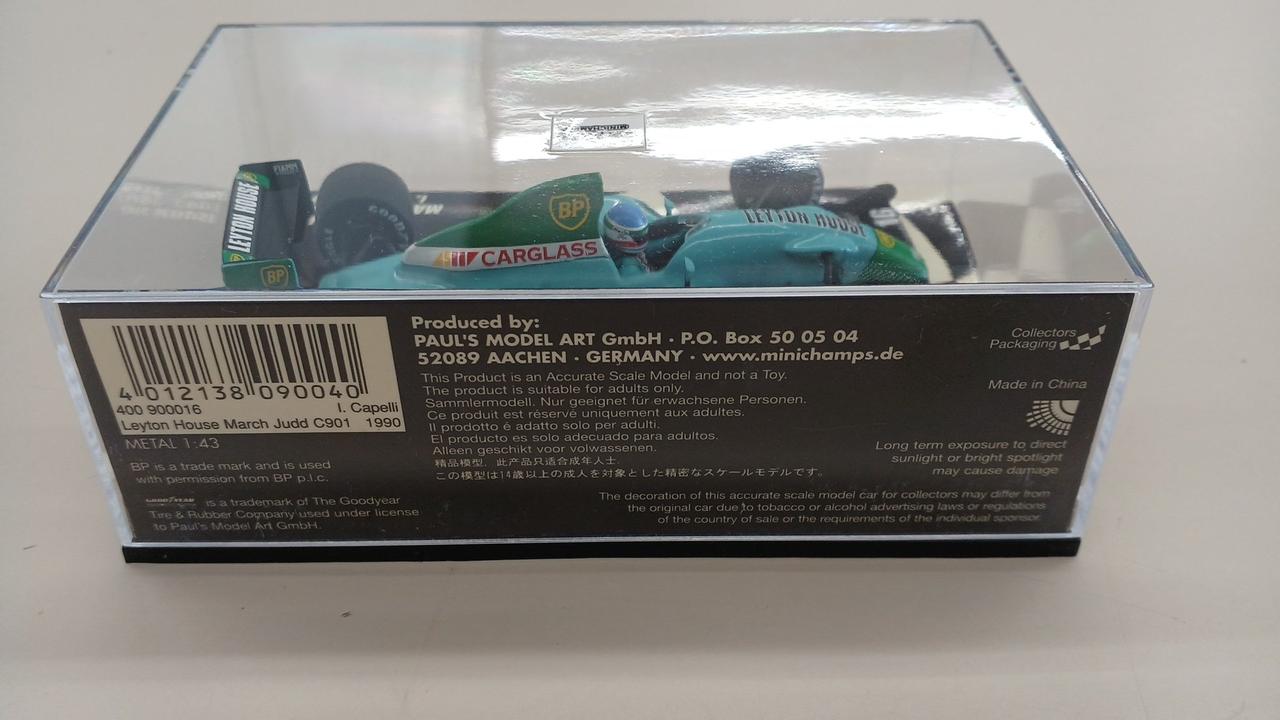 MINICHAMPS
FIAMM
LEYTON HOUSE
BP
GOODYEAR
EAGLE
BP
CARGLASS
LEYTON HOUSE
16
4 012138 090040
400 900016 I. Capelli
Leyton House March Judd C901 1990
METAL 1:43
BP is a trade mark and is used
with permission from BP p.l.c.
GOODYEAR is a trademark of The Goodyear
Tire & Rubber Company used under license
to Paul's Model Art GmbH.
Produced by:
PAUL'S MODEL ART GmbH · P.O. Box 50 05 04
52089 AACHEN · GERMANY · www.minichamps.de
This Product is an Accurate Scale Model and not a Toy.
The product is suitable for adults only.
Sammlermodell. Nur geeignet für erwachsene Personen.
Ce produit est réservé uniquement aux adultes.
Il prodotto é adatto solo per adulti.
El producto es solo adecuado para adultos.
Alleen geschikt voor volwassenen.
精品模型．此产品只适合成年人士．
この模型は14歳以上の成人を対象とした精密なスケールモデルです。
Collectors
Packaging
Made in China
Long term exposure to direct
sunlight or bright spotlight
may cause damage
The decoration of this accurate scale model car for collectors may differ from
the original car due to tobacco or alcohol advertising laws or regulations
of the country of sale or the requirements of the individual sponsor.